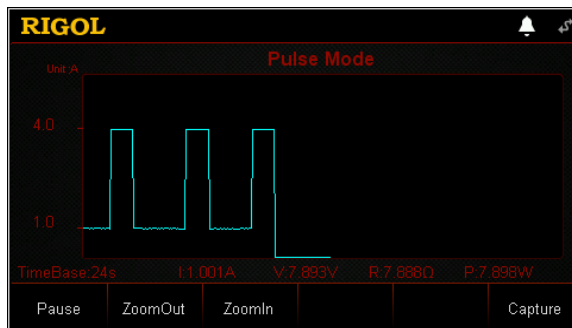 RIGOL
Pulse Mode
Unit:A
4.0
1.0
TimeBase:24s I:1.001A V:7.893V R:7.886Ω P:7.898W
Pause ZoomOut ZoomIn Capture